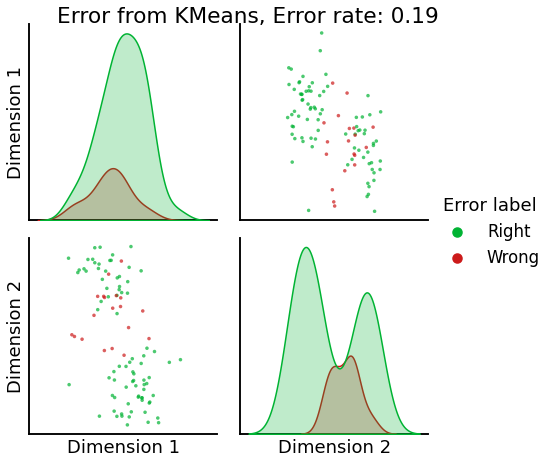 Error from KMeans, Error rate: 0.19
Dimension 1
Error label
Right
Wrong
Dimension 2
Dimension 1
Dimension 2